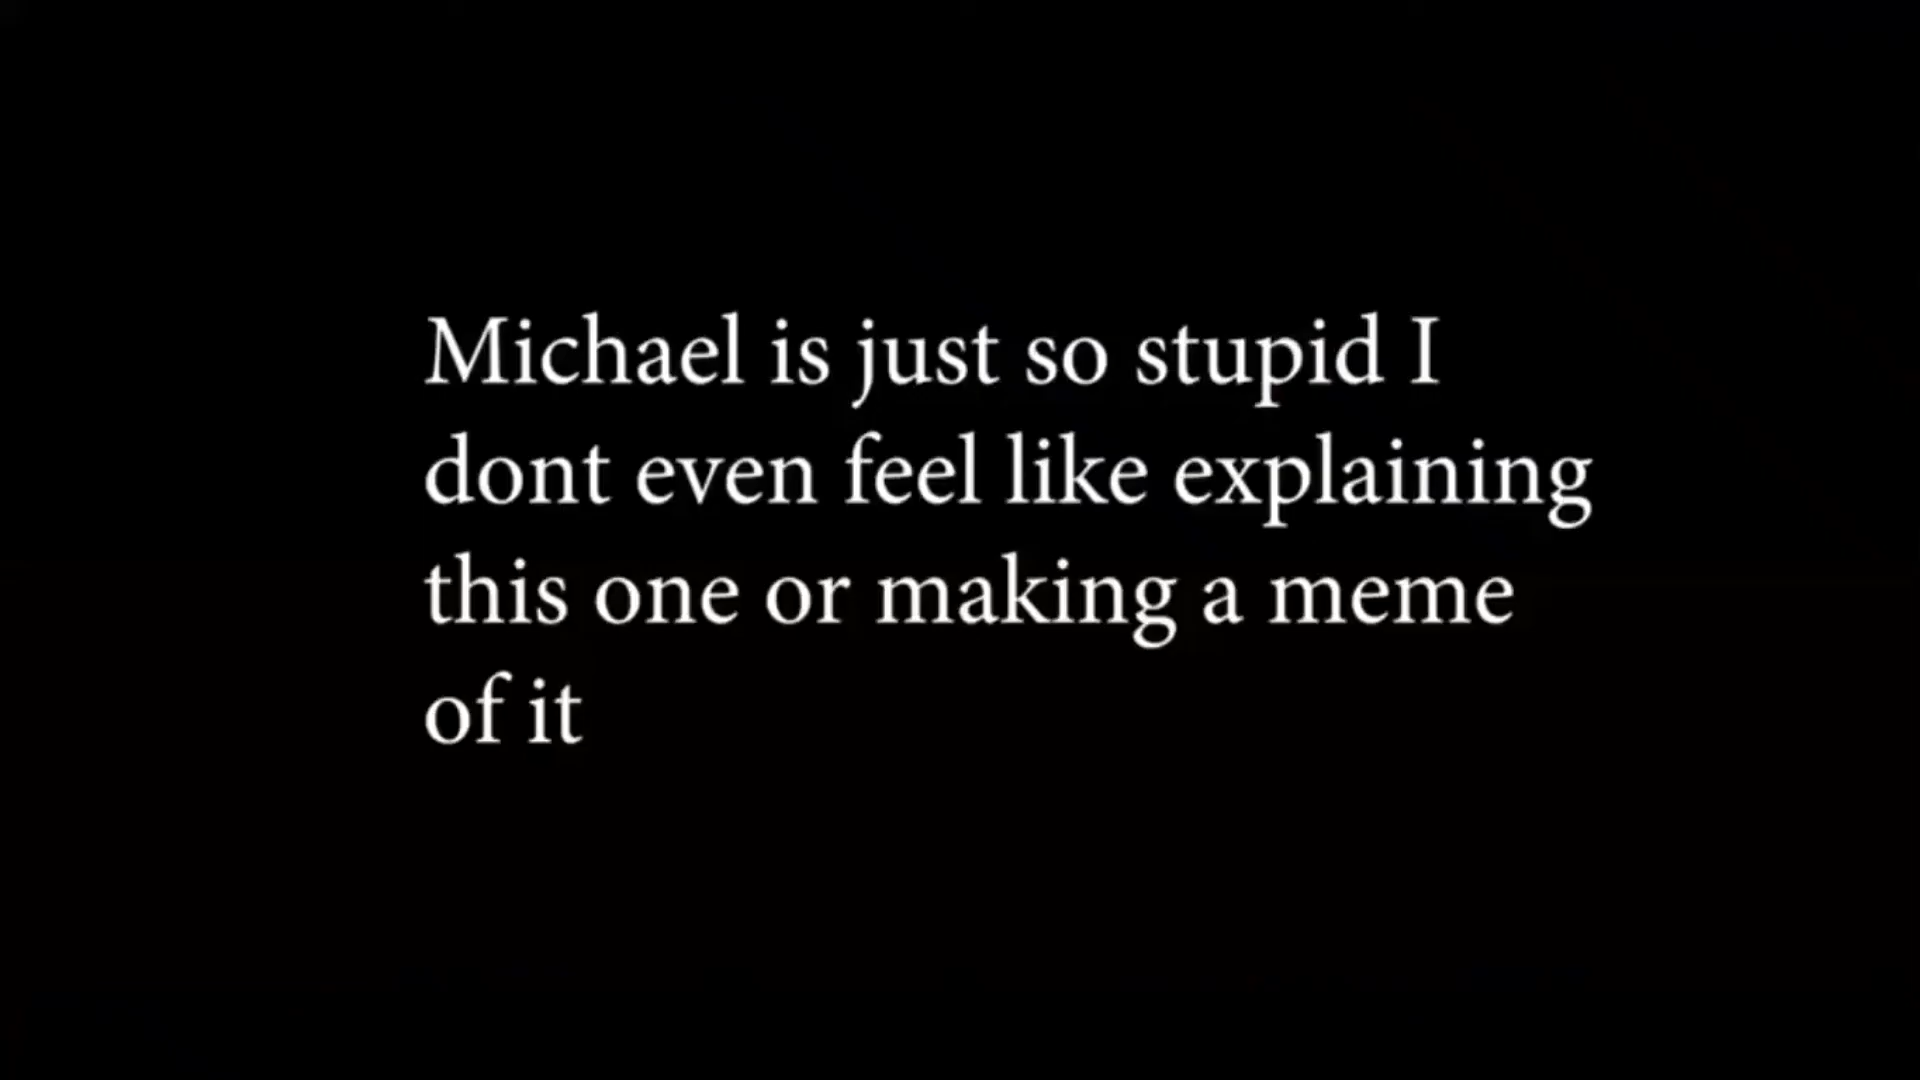 Michael is just so stupid I
dont even feel like explaining
this one or making a meme
of it